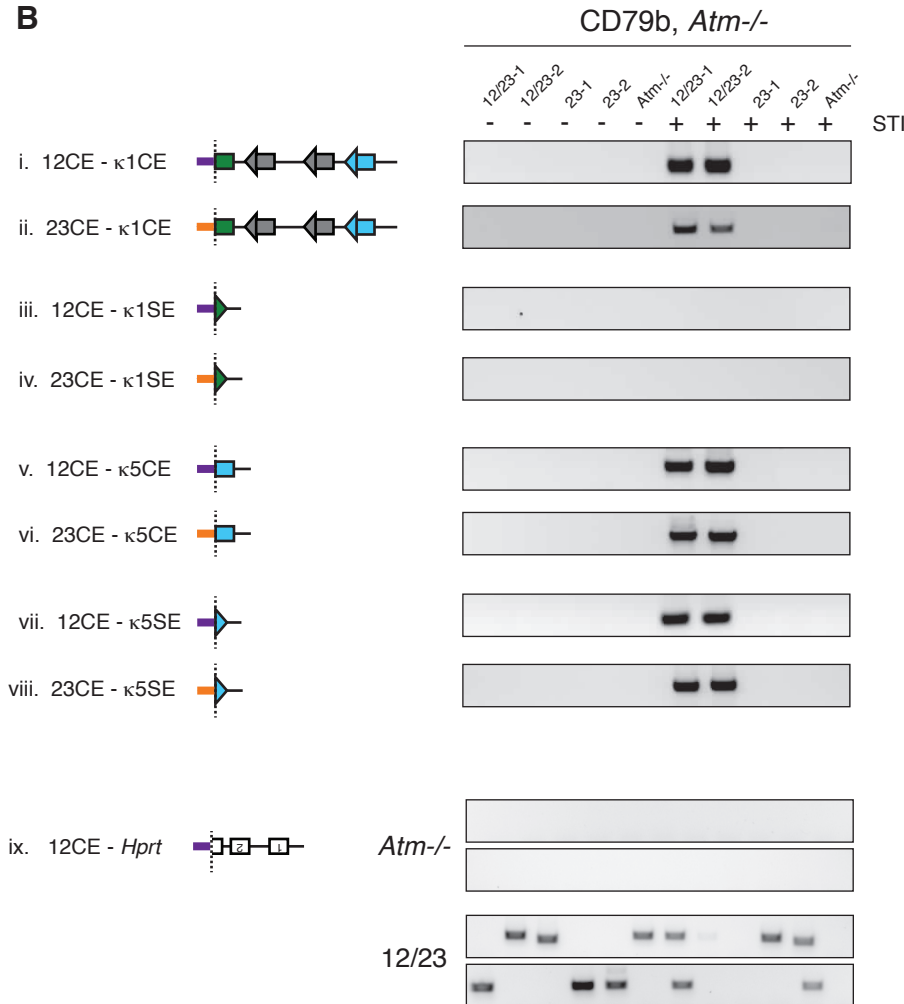 B
CD79b, Atm-/-
12/23-1 12/23-2 23-1 23-2 Atm-/- 12/23-1 12/23-2 23-1 23-2 Atm-/-
- - - - - + + + + + STI
i. 12CE - κ1CE
ii. 23CE - κ1CE
iii. 12CE - κ1SE
iv. 23CE - κ1SE
v. 12CE - κ5CE
vi. 23CE - κ5CE
vii. 12CE - κ5SE
viii. 23CE - κ5SE
ix. 12CE - Hprt 2 1 Atm-/-
12/23